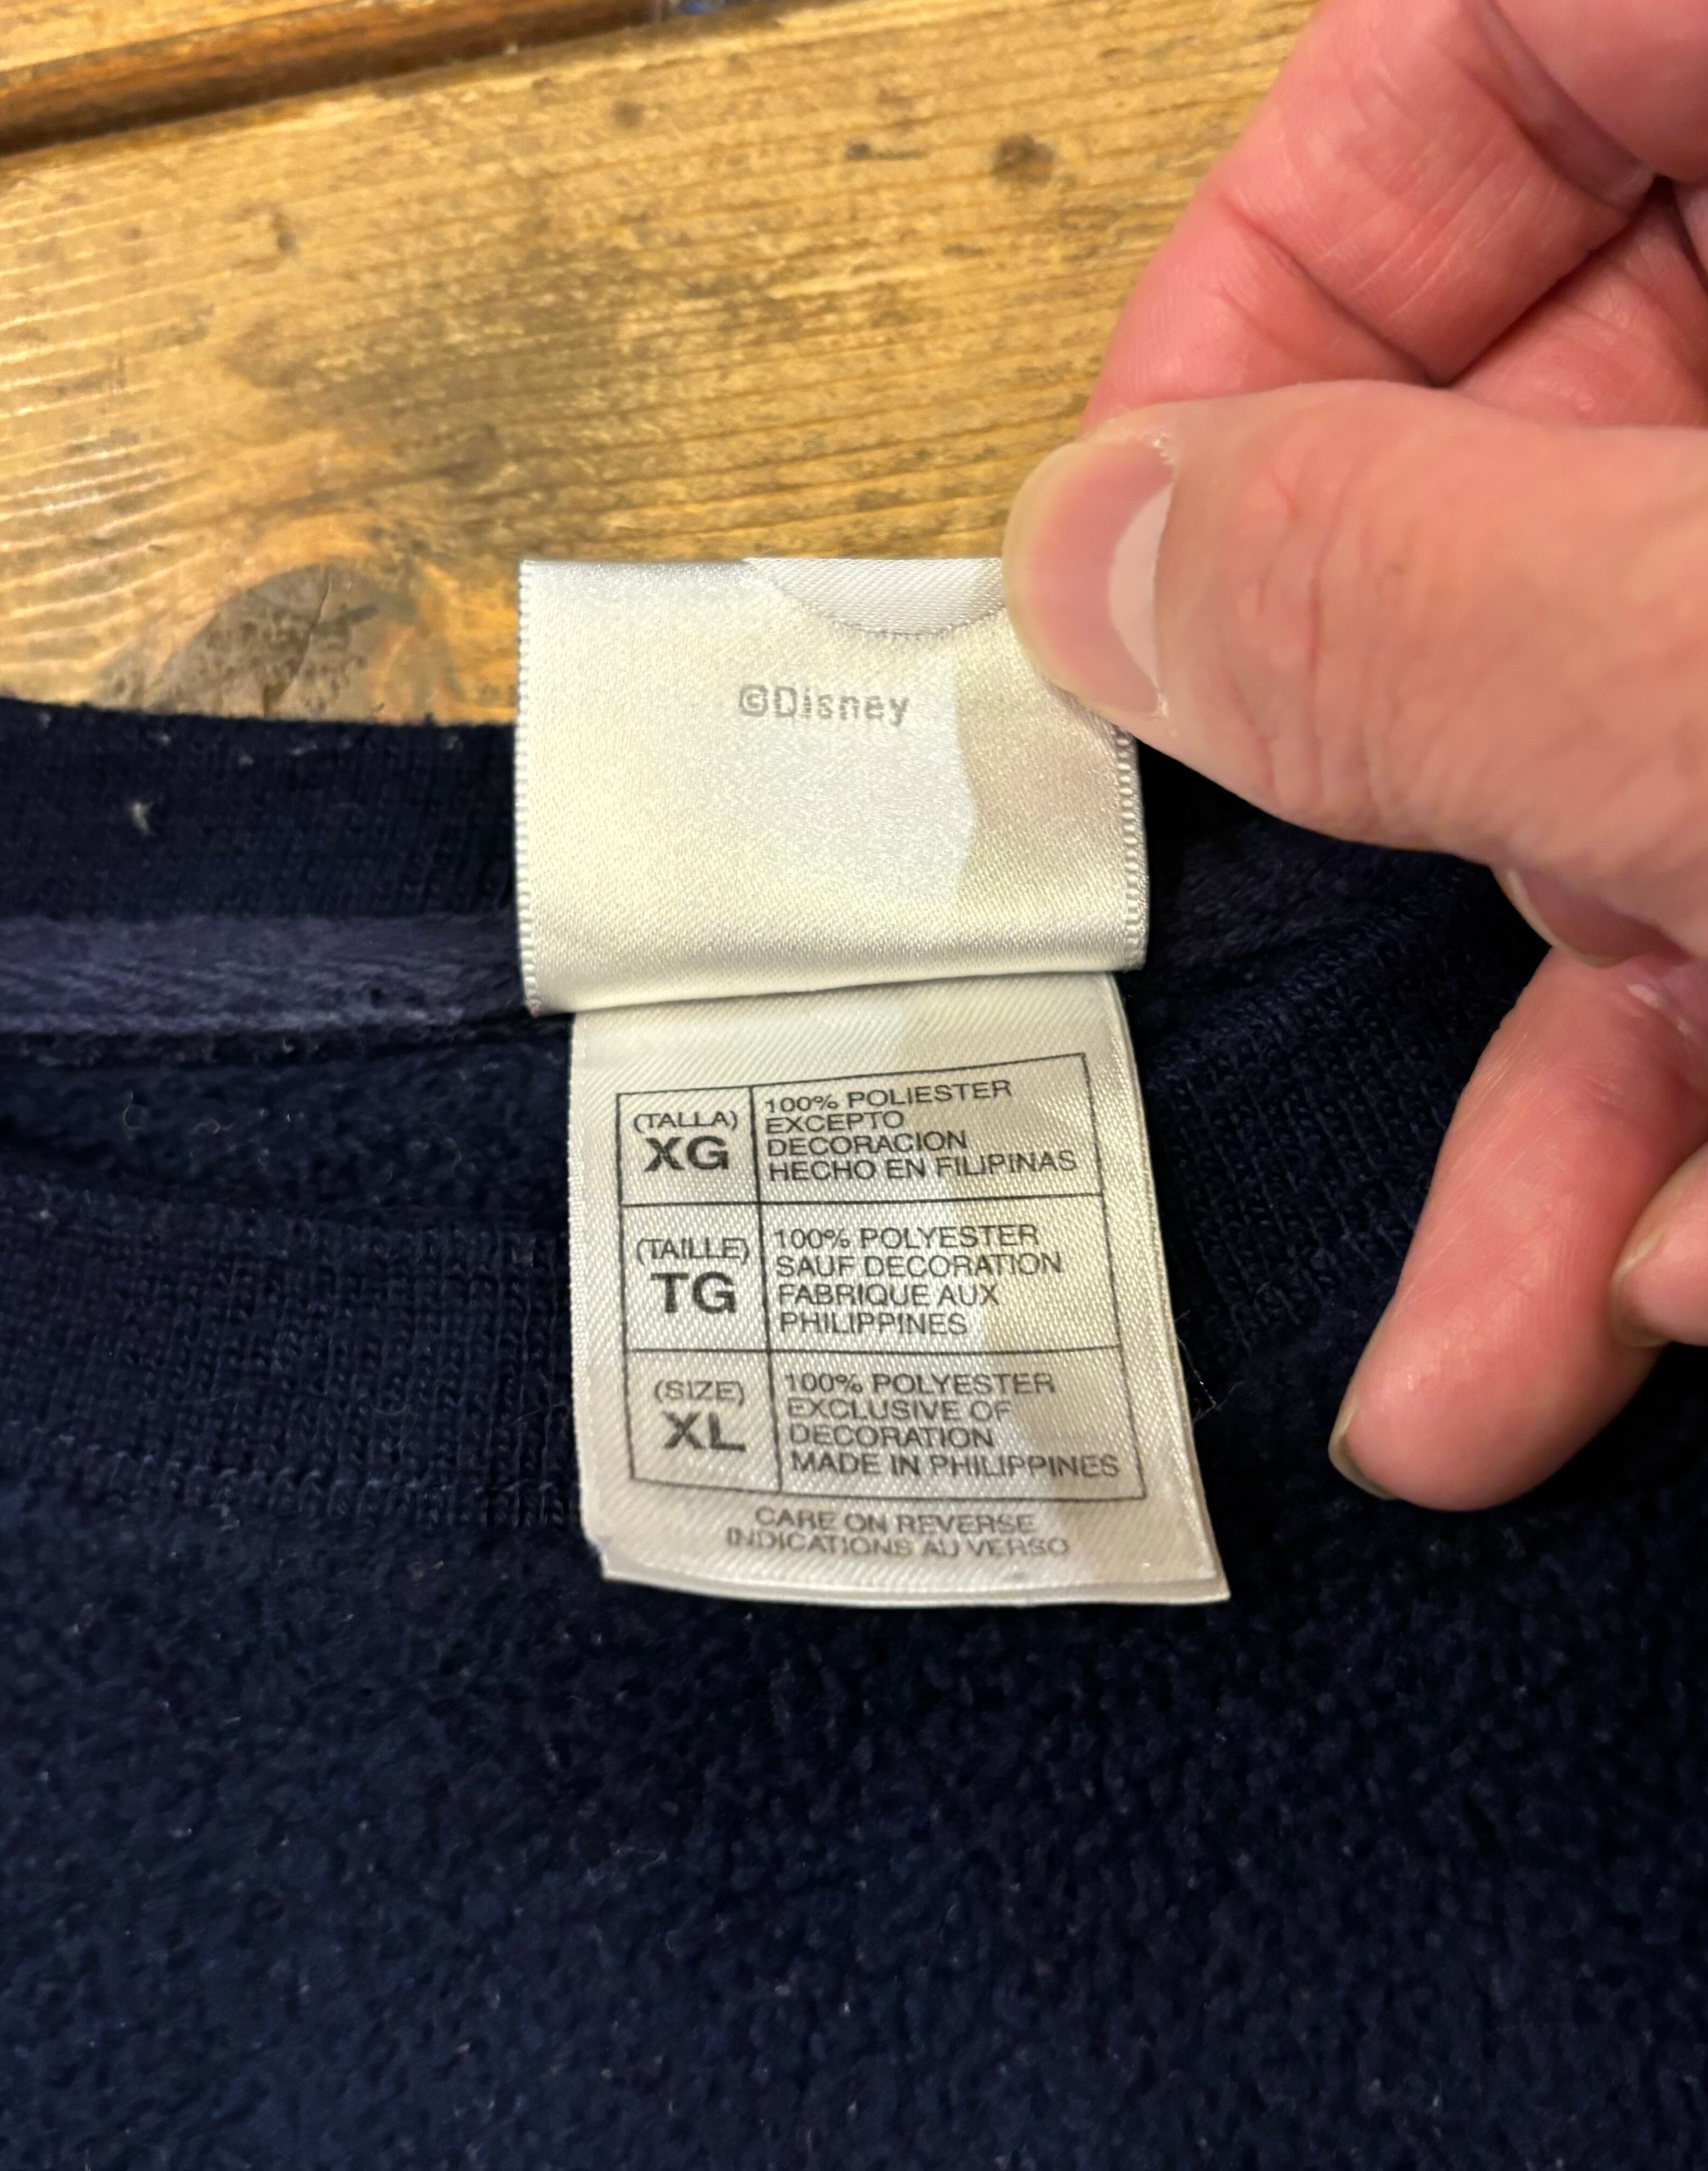 ©Disney
(TALLA)
XG
100% POLIESTER
EXCEPTO
DECORACION
HECHO EN FILIPINAS
(TAILLE)
TG
100% POLYESTER
SAUF DECORATION
FABRIQUE AUX
PHILIPPINES
(SIZE)
XL
100% POLYESTER
EXCLUSIVE OF
DECORATION
MADE IN PHILIPPINES
CARE ON REVERSE
INDICATIONS AU VERSO